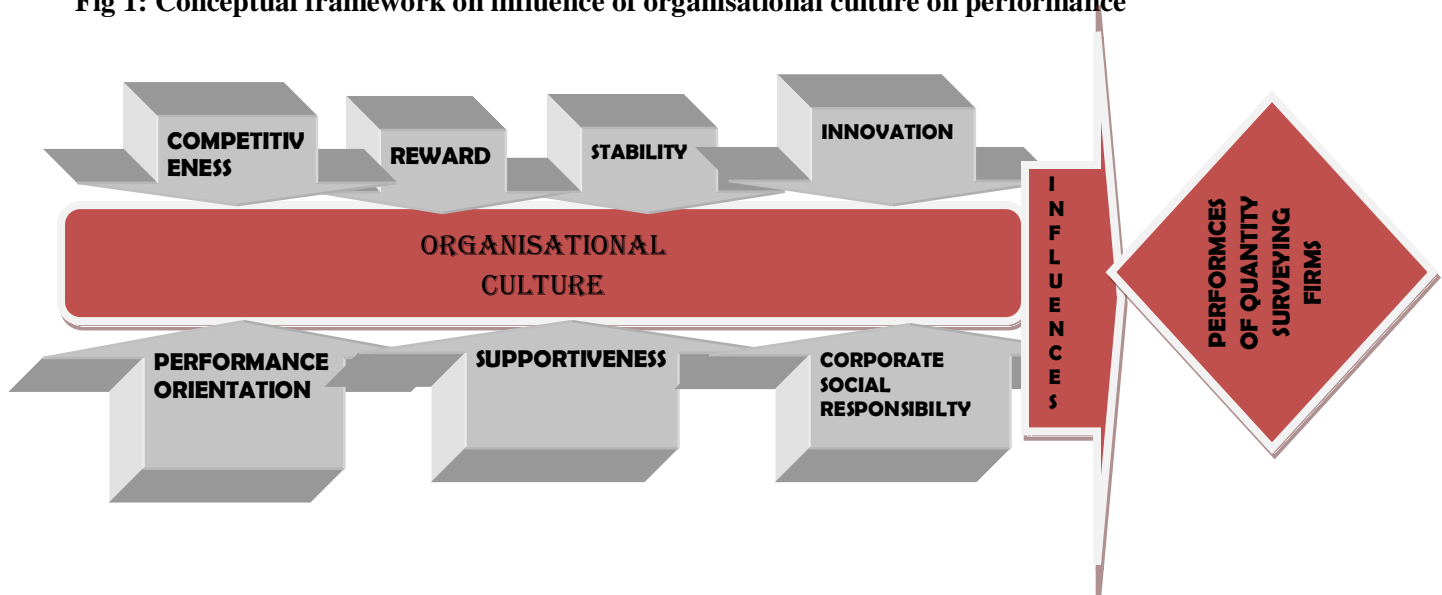 Fig 1: Conceptual framework on influence of organisational culture on performance
COMPETITIV
ENESS
REWARD
STABILITY
INNOVATION
ORGANISATIONAL
CULTURE
PERFORMANCE
ORIENTATION
SUPPORTIVENESS
CORPORATE
SOCIAL
RESPONSIBILTY
I
N
F
L
U
E
N
C
E
S
PERFORMCES
OF QUANTITY
SURVEYING
FIRMS